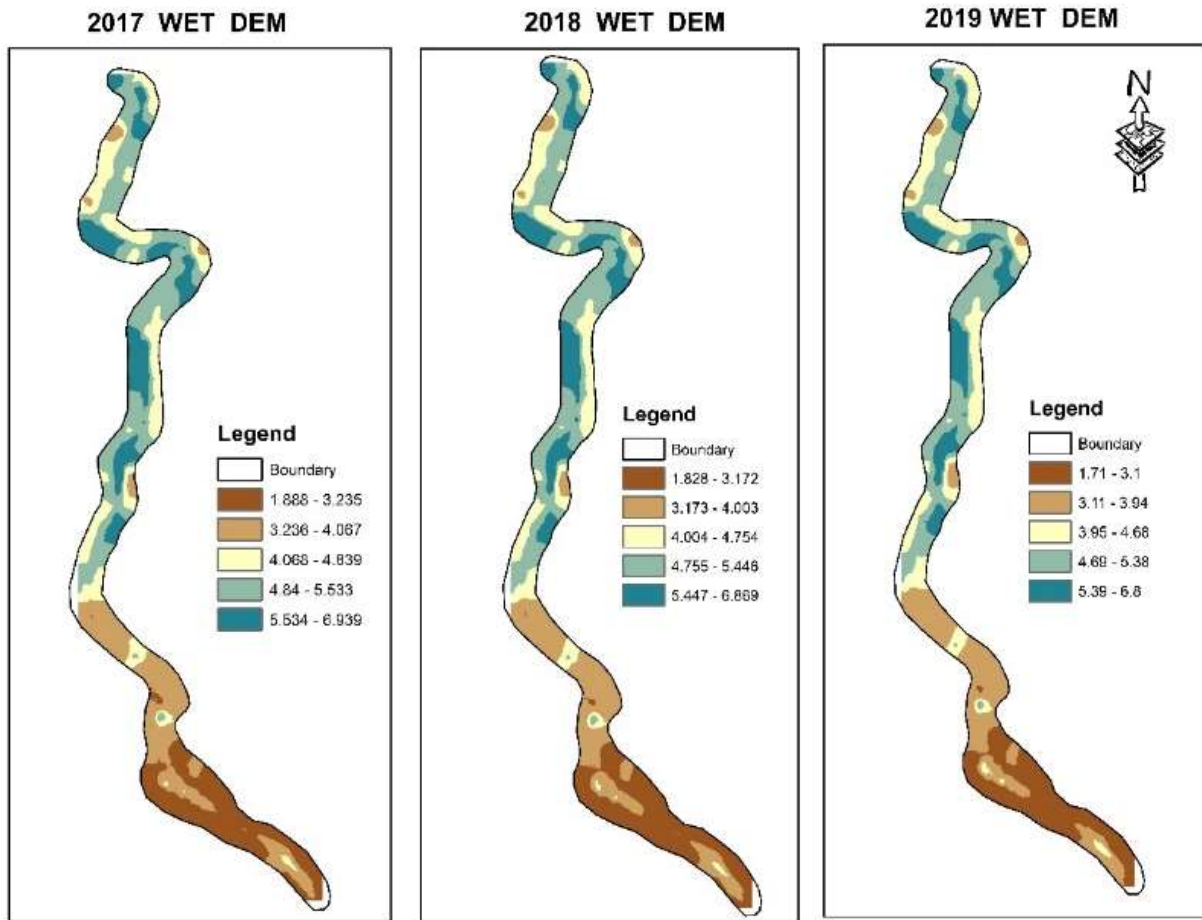 2017 WET DEM
2018 WET DEM
2019 WET DEM
N
Legend
Boundary
1.888 - 3.235
3.236 - 4.067
4.068 - 4.839
4.84 - 5.533
5.534 - 6.939
Legend
Boundary
1.828 - 3.172
3.173 - 4.003
4.004 - 4.754
4.755 - 5.446
5.447 - 6.869
Legend
Boundary
1.71 - 3.1
3.11 - 3.94
3.95 - 4.68
4.69 - 5.38
5.39 - 6.8